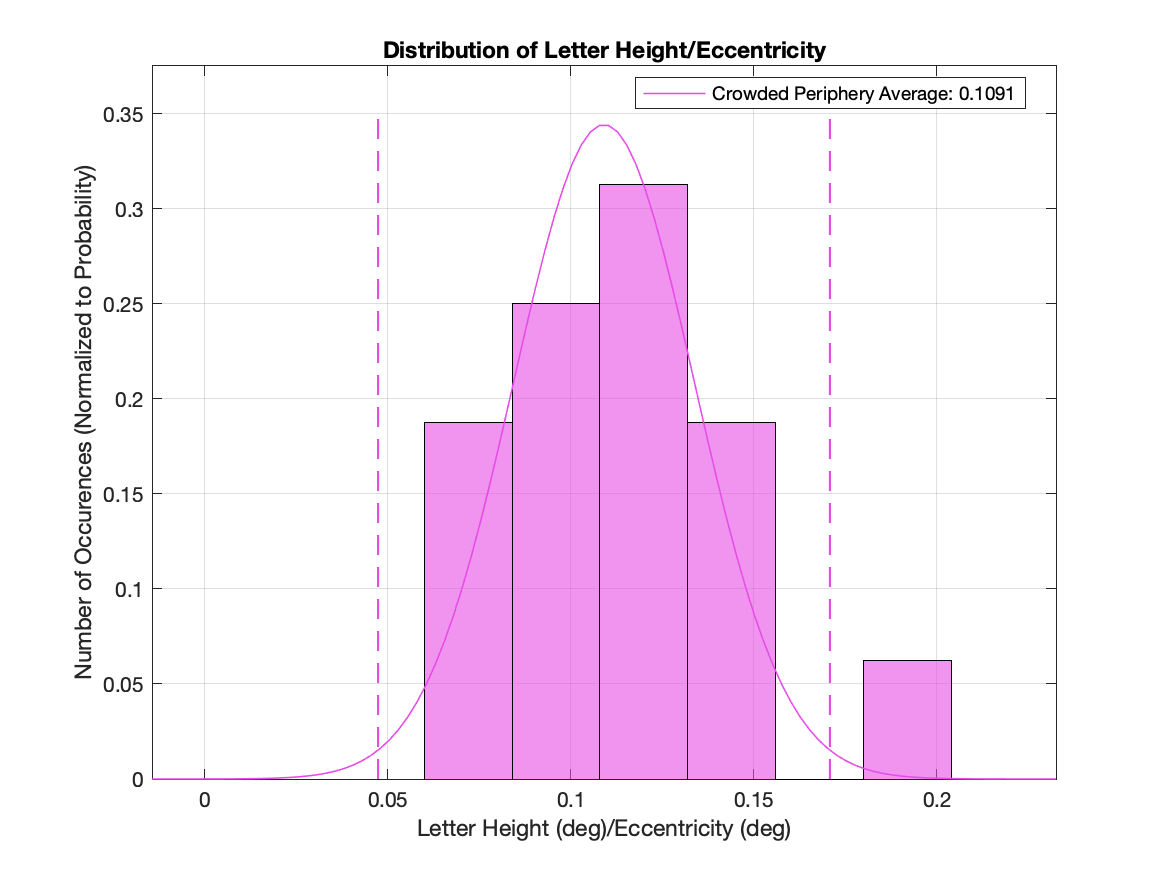 Distribution of Letter Height/Eccentricity
Crowded Periphery Average: 0.1091
Number of Occurences (Normalized to Probability)
0.35
0.3
0.25
0.2
0.15
0.1
0.05
0
0 0.05 0.1 0.15 0.2
Letter Height (deg)/Eccentricity (deg)